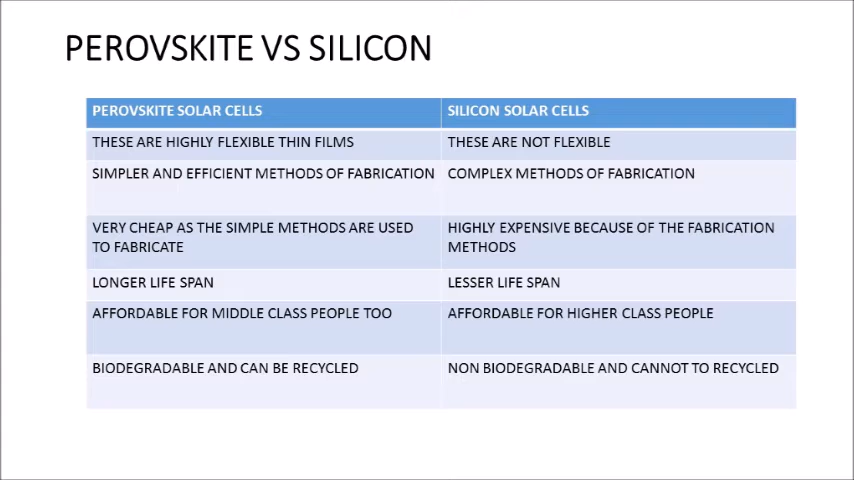 PEROVSKITE VS SILICON
PEROVSKITE SOLAR CELLS
SILICON SOLAR CELLS
THESE ARE HIGHLY FLEXIBLE THIN FILMS
THESE ARE NOT FLEXIBLE
SIMPLER AND EFFICIENT METHODS OF FABRICATION
COMPLEX METHODS OF FABRICATION
VERY CHEAP AS THE SIMPLE METHODS ARE USED
TO FABRICATE
HIGHLY EXPENSIVE BECAUSE OF THE FABRICATION
METHODS
LONGER LIFE SPAN
LESSER LIFE SPAN
AFFORDABLE FOR MIDDLE CLASS PEOPLE TOO
AFFORDABLE FOR HIGHER CLASS PEOPLE
BIODEGRADABLE AND CAN BE RECYCLED
NON BIODEGRADABLE AND CANNOT TO RECYCLED